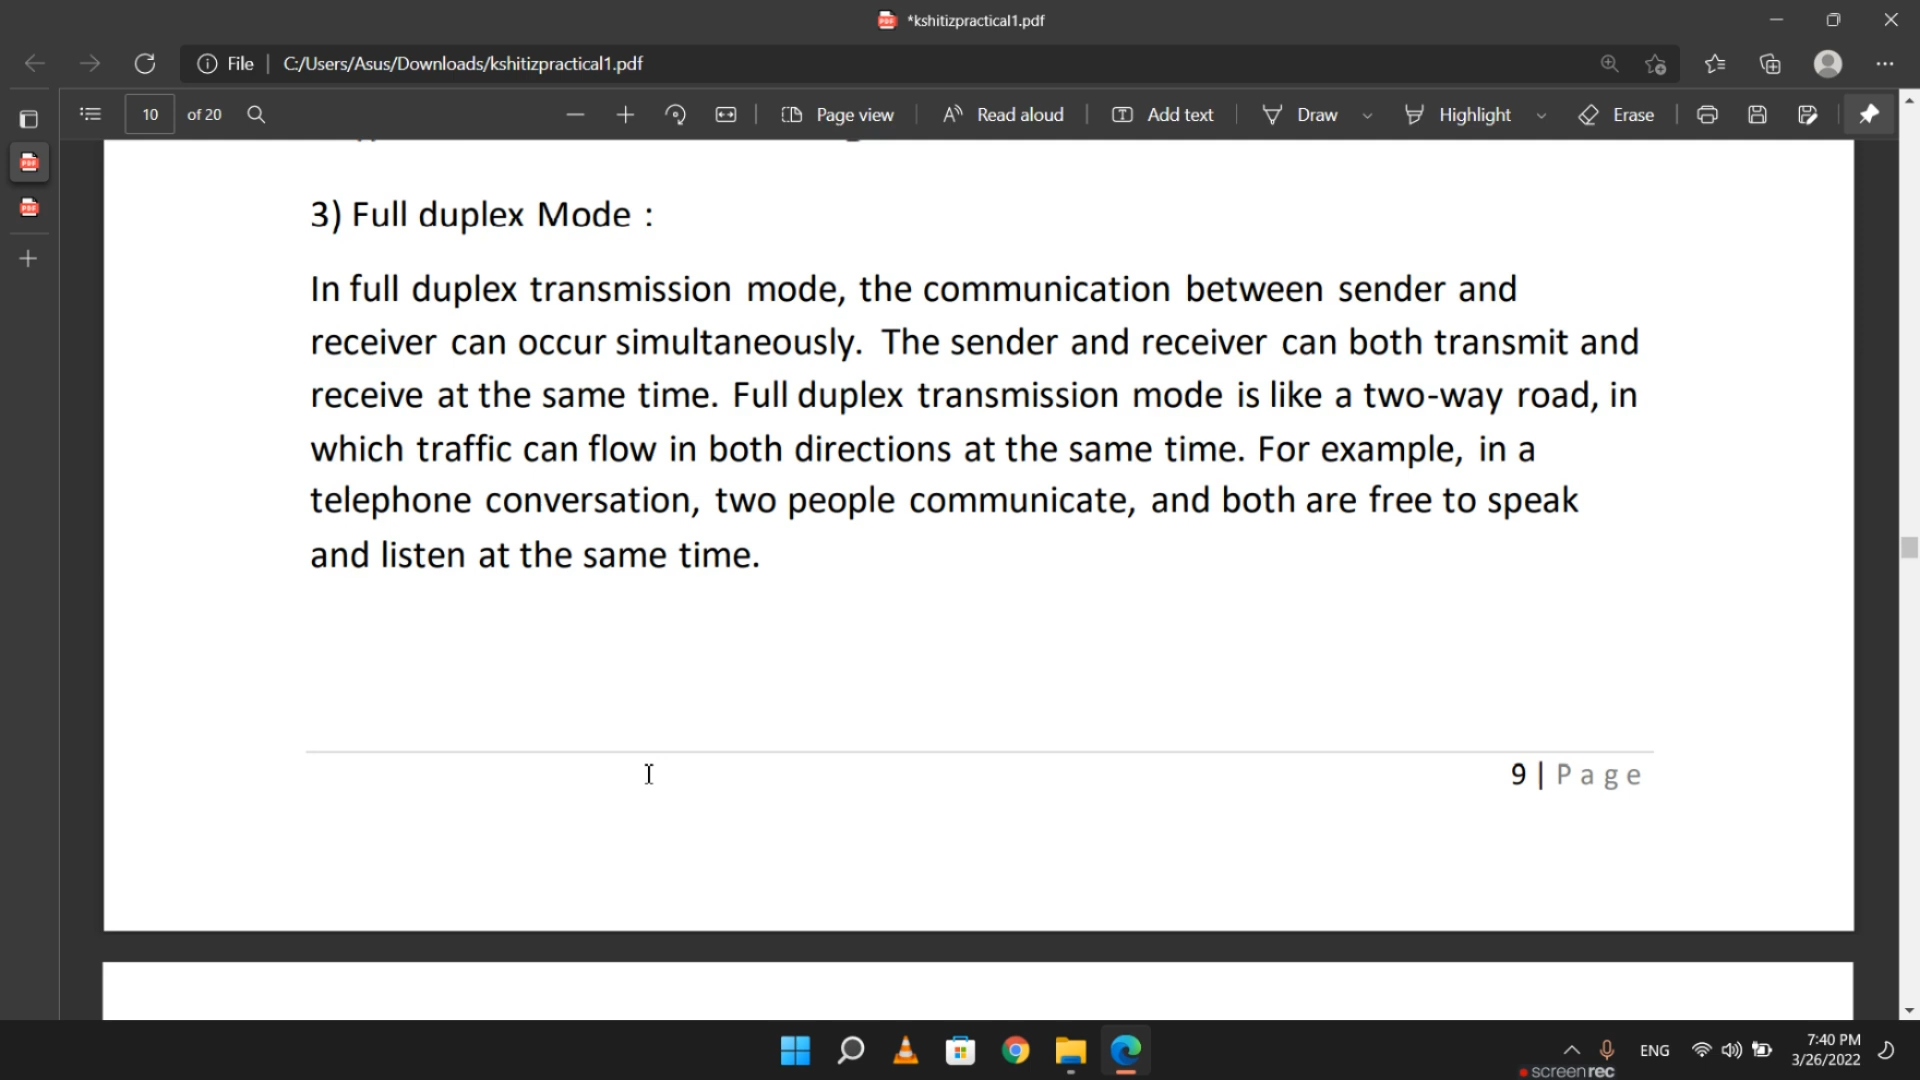 *kshitizpractical1.pdf
File | C:/Users/Asus/Downloads/kshitizpractical1.pdf
10 of 20 Page view Read aloud Add text Draw Highlight Erase
3) Full duplex Mode :
In full duplex transmission mode, the communication between sender and
receiver can occur simultaneously. The sender and receiver can both transmit and
receive at the same time. Full duplex transmission mode is like a two-way road, in
which traffic can flow in both directions at the same time. For example, in a
telephone conversation, two people communicate, and both are free to speak
and listen at the same time.
9 | Page
ENG 7:40 PM
3/26/2022
screenrec